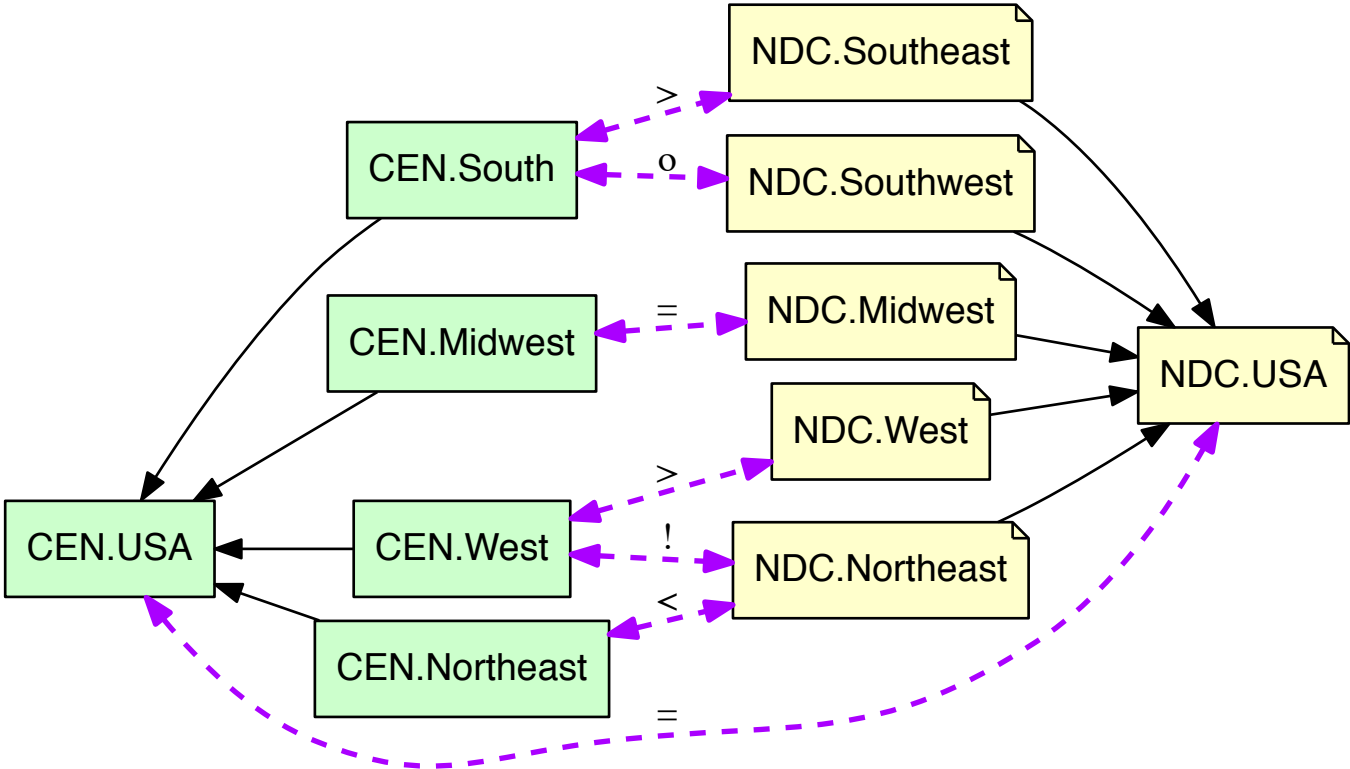 NDC.Southeast
>
CEN.South
o
NDC.Southwest
CEN.Midwest
=
NDC.Midwest
NDC.USA
NDC.West
>
CEN.USA
CEN.West
!
NDC.Northeast
<
CEN.Northeast
=